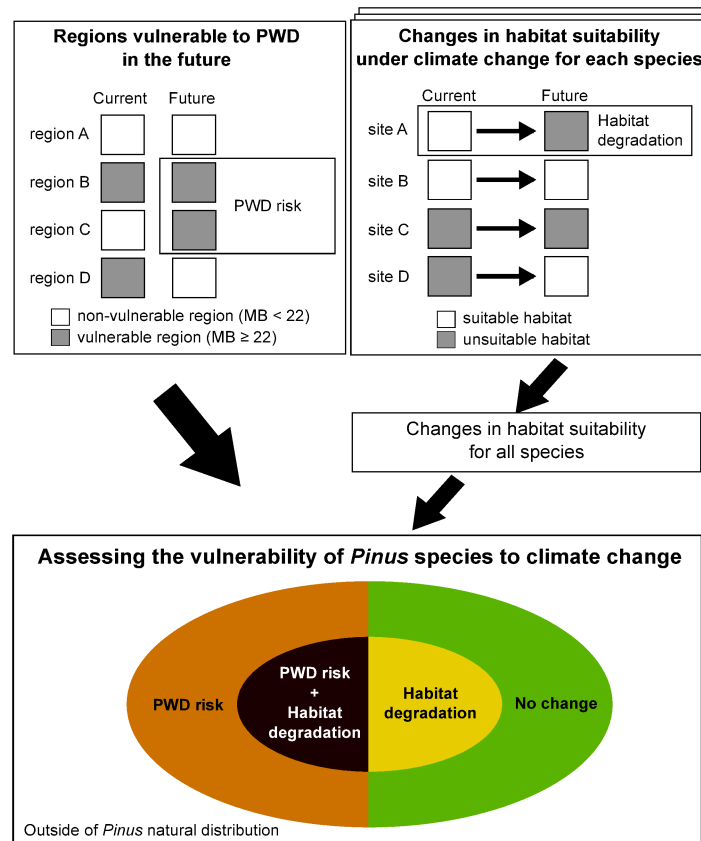 Regions vulnerable to PWD
in the future
Current Future
region A
region B
region C
region D
PWD risk
non-vulnerable region (MB < 22)
vulnerable region (MB ≥ 22)
Changes in habitat suitability
under climate change for each species
Current Future
site A
Habitat
degradation
site B
site C
site D
suitable habitat
unsuitable habitat
Changes in habitat suitability
for all species
Assessing the vulnerability of Pinus species to climate change
PWD risk
PWD risk
+
Habitat
degradation
Habitat
degradation
No change
Outside of Pinus natural distribution